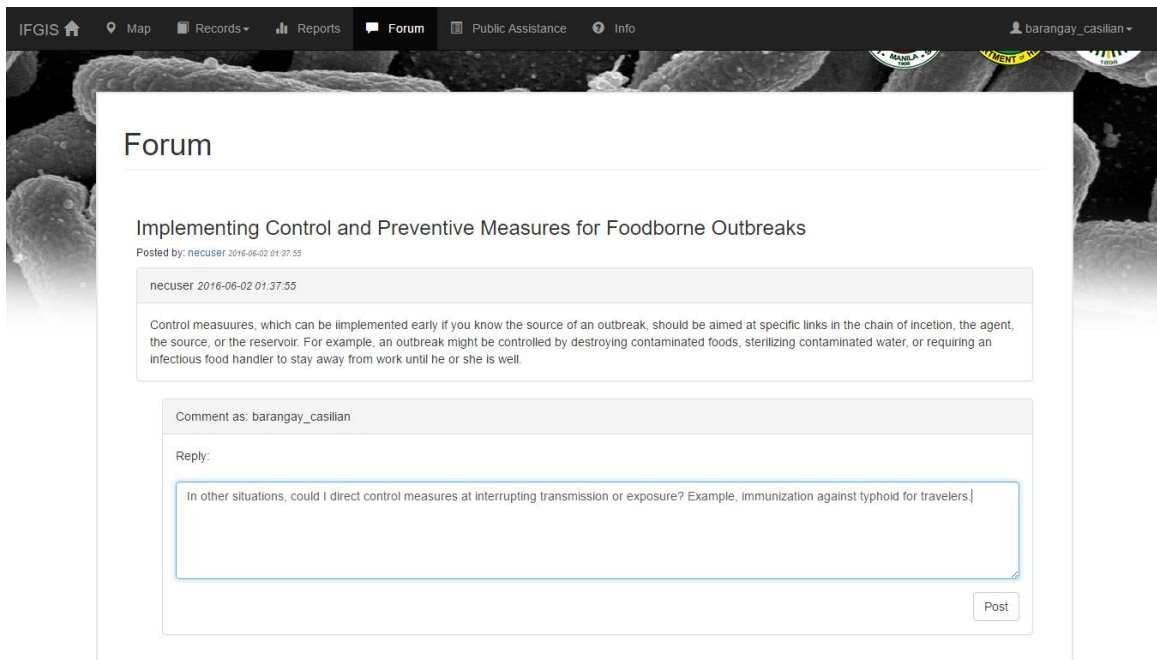 IFGIS Map Records Reports Forum Public Assistance Info barangay_casilian
MANILA
1908
TMENT OF H
1898
Forum
Implementing Control and Preventive Measures for Foodborne Outbreaks
Posted by: necuser 2016-06-02 01:37:55
necuser 2016-06-02 01:37:55
Control measuures, which can be iimplemented early if you know the source of an outbreak, should be aimed at specific links in the chain of incetion, the agent,
the source, or the reservoir. For example, an outbreak might be controlled by destroying contaminated foods, sterilizing contaminated water, or requiring an
infectious food handler to stay away from work until he or she is well.
Comment as: barangay_casilian
Reply:
In other situations, could I direct control measures at interrupting transmission or exposure? Example, immunization against typhoid for travelers.
Post